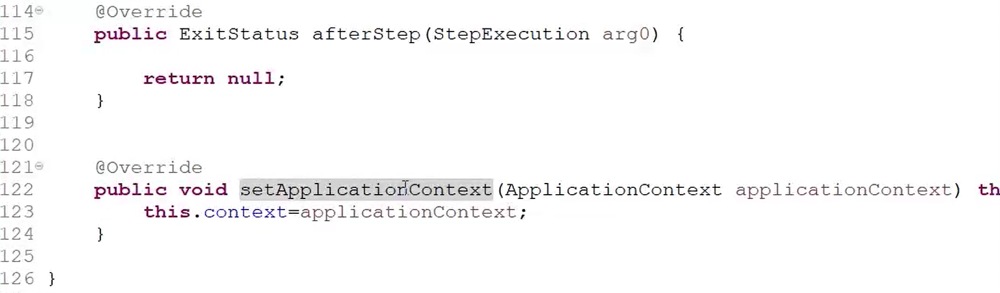 114 @Override
115 public ExitStatus afterStep(StepExecution arg0) {
116
117 return null;
118 }
119
120
121 @Override
122 public void setApplicationContext(ApplicationContext applicationContext) th
123 this.context=applicationContext;
124 }
125
126 }